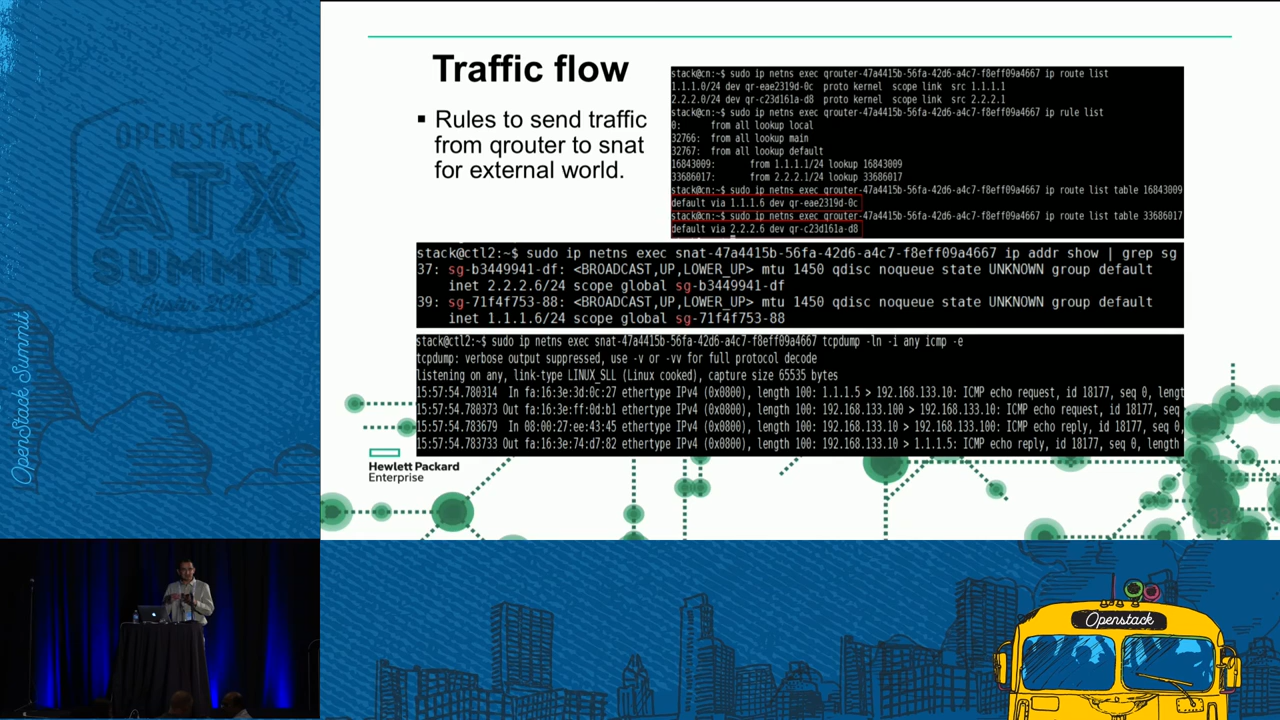 OPENSTACK
ATX
SUMMIT
OpenStack Summit
Traffic flow
▪ Rules to send traffic
from qrouter to snat
for external world.
stack@cn:~$ sudo ip netns exec qrouter-47a4415b-56fa-42d6-a4c7-f8eff09a4667 ip route list
1.1.1.0/24 dev qr-eae2319d-0c proto kernel scope link src 1.1.1.1
2.2.2.0/24 dev qr-c23d161a-d8 proto kernel scope link src 2.2.2.1
stack@cn:~$ sudo ip netns exec qrouter-47a4415b-56fa-42d6-a4c7-f8eff09a4667 ip rule list
0: from all lookup local
32766: from all lookup main
32767: from all lookup default
16843009: from 1.1.1.1/24 lookup 16843009
33686017: from 2.2.2.1/24 lookup 33686017
stack@cn:~$ sudo ip netns exec qrouter-47a4415b-56fa-42d6-a4c7-f8eff09a4667 ip route list table 16843009
default via 1.1.1.6 dev qr-eae2319d-0c
stack@cn:~$ sudo ip netns exec qrouter-47a4415b-56fa-42d6-a4c7-f8eff09a4667 ip route list table 33686017
default via 2.2.2.6 dev qr-c23d161a-d8
stack@ctl2:~$ sudo ip netns exec snat-47a4415b-56fa-42d6-a4c7-f8eff09a4667 ip addr show | grep sg
37: sg-b3449941-df: <BROADCAST,UP,LOWER_UP> mtu 1450 qdisc noqueue state UNKNOWN group default
inet 2.2.2.6/24 scope global sg-b3449941-df
39: sg-71f4f753-88: <BROADCAST,UP,LOWER_UP> mtu 1450 qdisc noqueue state UNKNOWN group default
inet 1.1.1.6/24 scope global sg-71f4f753-88
stack@ctl2:~$ sudo ip netns exec snat-47a4415b-56fa-42d6-a4c7-f8eff09a4667 tcpdump -ln -i any icmp -e
tcpdump: verbose output suppressed, use -v or -vv for full protocol decode
listening on any, link-type LINUX_SLL (Linux cooked), capture size 65535 bytes
15:57:54.780314 In fa:16:3e:3d:0c:27 ethertype IPv4 (0x0800), length 100: 1.1.1.5 > 192.168.133.10: ICMP echo request, id 18177, seq 0, lengt
15:57:54.780373 Out fa:16:3e:ff:0d:b1 ethertype IPv4 (0x0800), length 100: 192.168.133.100 > 192.168.133.10: ICMP echo request, id 18177, seq
15:57:54.783679 In 08:00:27:ee:43:45 ethertype IPv4 (0x0800), length 100: 192.168.133.10 > 192.168.133.100: ICMP echo reply, id 18177, seq 0,
15:57:54.783733 Out fa:16:3e:74:d7:82 ethertype IPv4 (0x0800), length 100: 192.168.133.10 > 1.1.1.5: ICMP echo reply, id 18177, seq 0, length
Hewlett Packard
Enterprise
Openstack